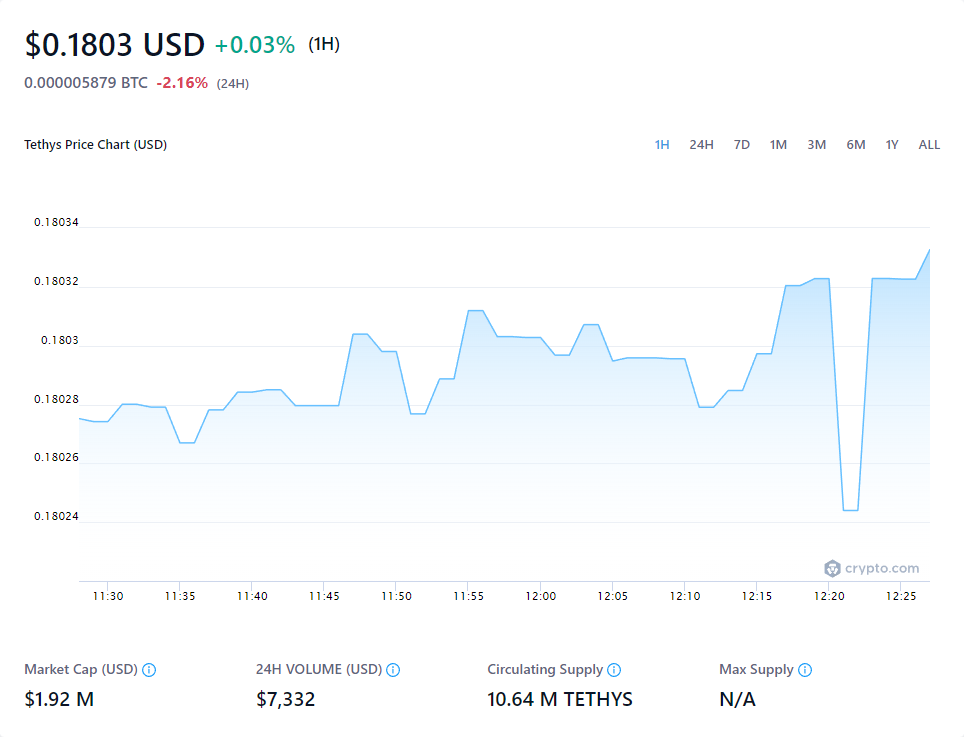 $0.1803 USD +0.03% (1H)
0.000005879 BTC -2.16% (24H)
Tethys Price Chart (USD) 1H 24H 7D 1M 3M 6M 1Y ALL
0.18034
0.18032
0.1803
0.18028
0.18026
0.18024
crypto.com
11:30 11:35 11:40 11:45 11:50 11:55 12:00 12:05 12:10 12:15 12:20 12:25
Market Cap (USD) 24H VOLUME (USD) Circulating Supply Max Supply
$1.92 M $7,332 10.64 M TETHYS N/A